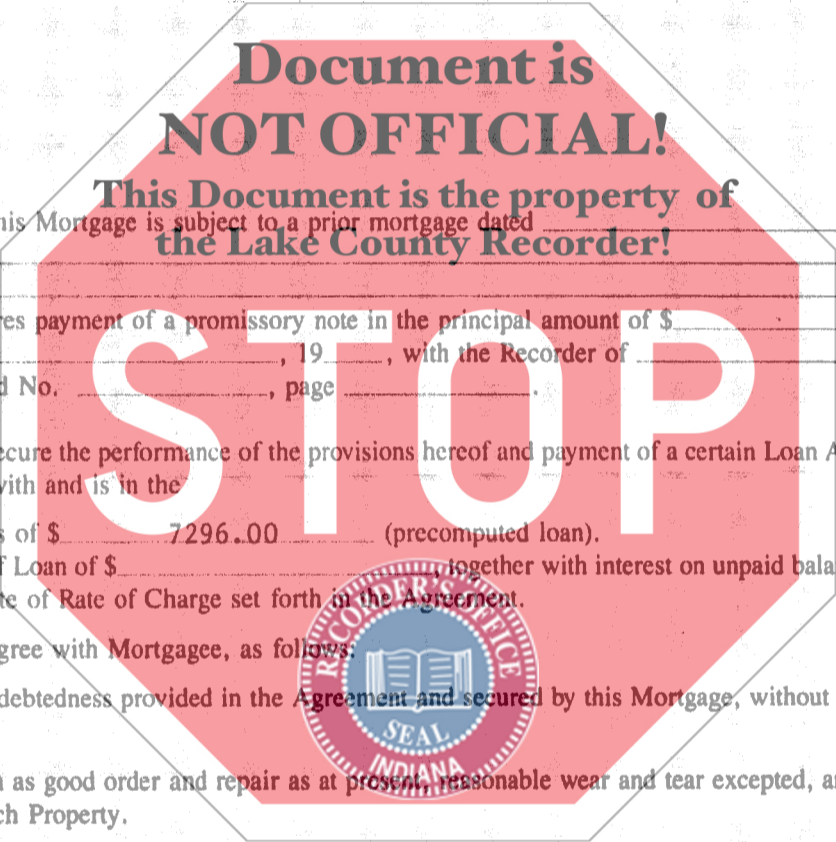 Document is
NOT OFFICIAL!
This Document is the property of
the Lake County Recorder!
STOP
his Mortgage is subject to a prior mortgage dated
res payment of a promissory note in the principal amount of $
, 19 , with the Recorder of
d No. , page .
ecure the performance of the provisions hereof and payment of a certain Loan A
with and is in the
s of $ 7296.00 (precomputed loan).
f Loan of $ , together with interest on unpaid bala
te of Rate of Charge set forth in the Agreement.
gree with Mortgagee, as follows:
debtedness provided in the Agreement and secured by this Mortgage, without
n as good order and repair as at present, reasonable wear and tear excepted, a
ch Property.
RECORDER'S OFFICE
SEAL
INDIANA